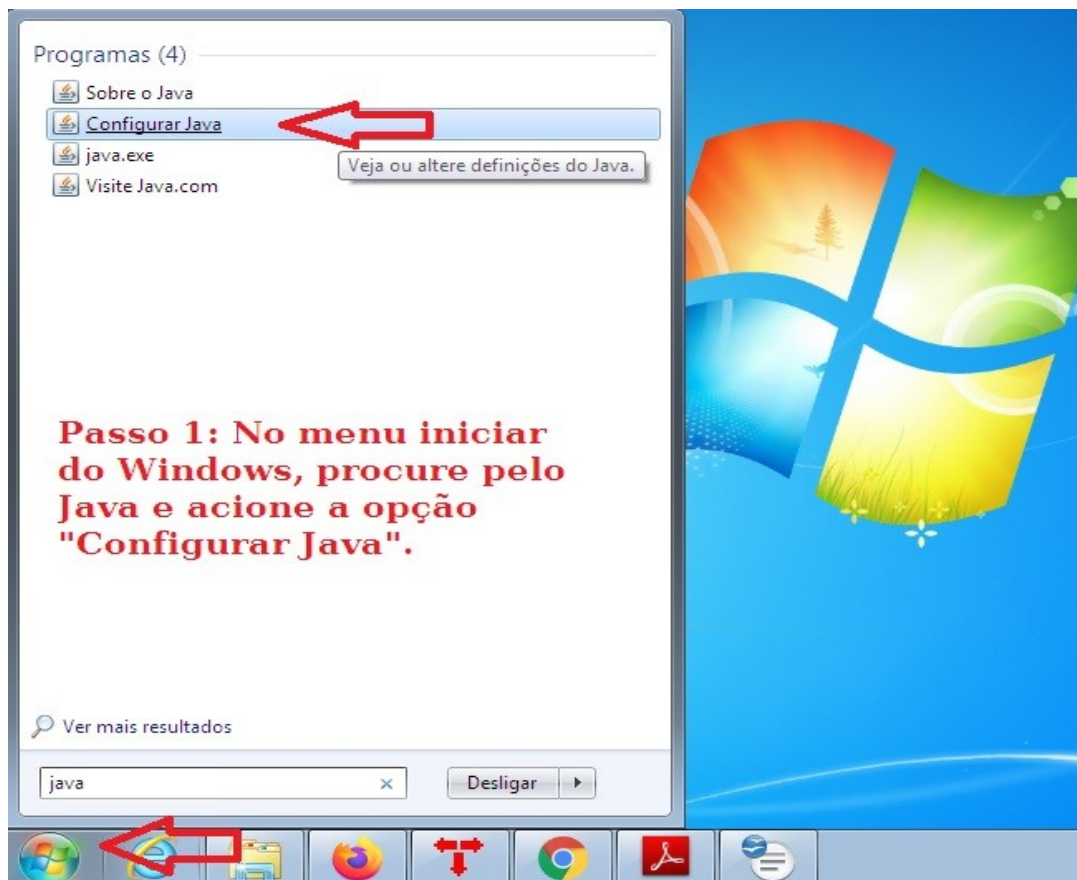 Programas (4)
Sobre o Java
Configurar Java
java.exe
Veja ou altere definições do Java.
Visite Java.com
Passo 1: No menu iniciar
do Windows, procure pelo
Java e acione a opção
"Configurar Java".
Ver mais resultados
java
Desligar